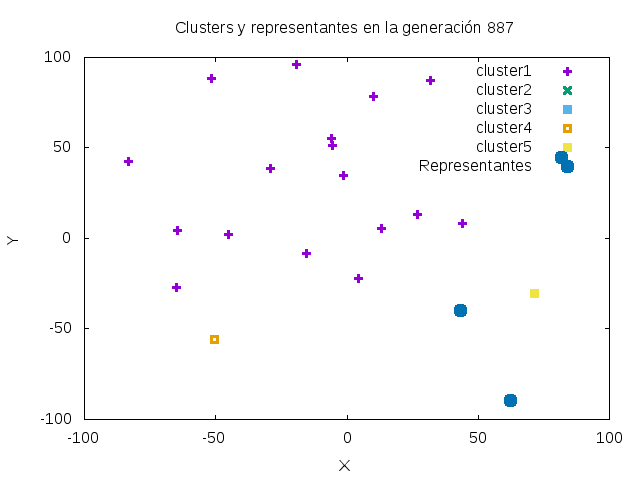 Clusters y representantes en la generación 887
100
50
0
-50
-100
-100
-50
0
50
100
Y
X
cluster1
cluster2
cluster3
cluster4
cluster5
Representantes